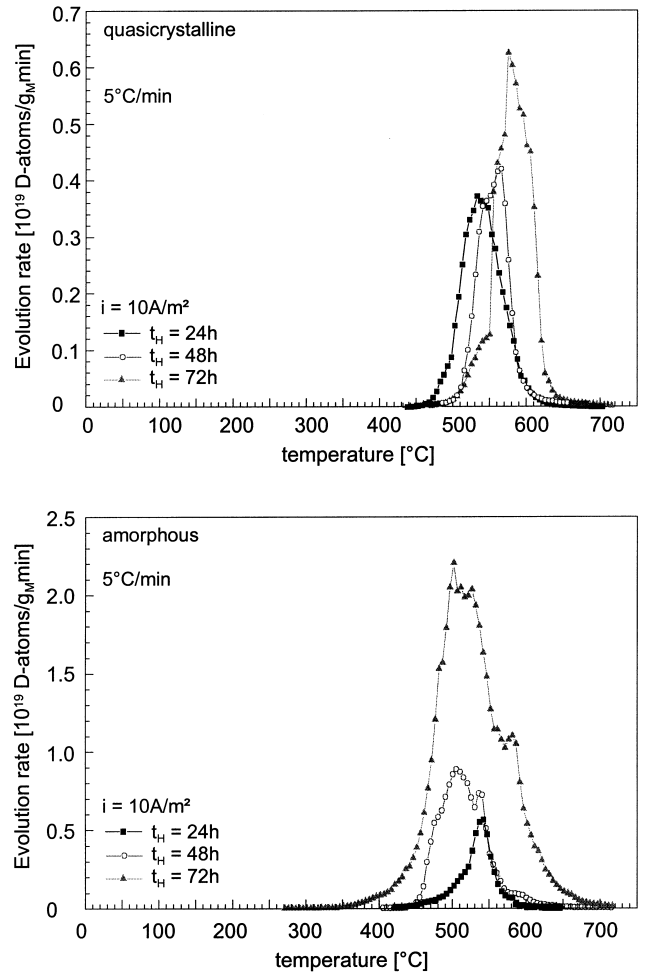 quasicrystalline
5°C/min
Evolution rate [10¹⁹ D-atoms/g_M min]
0.7
0.6
0.5
0.4
0.3
0.2
0.1
0
i = 10A/m²
t_H = 24h
t_H = 48h
t_H = 72h
0 100 200 300 400 500 600 700
temperature [°C]
amorphous
5°C/min
Evolution rate [10¹⁹ D-atoms/g_M min]
2.5
2.0
1.5
1.0
0.5
0
i = 10A/m²
t_H = 24h
t_H = 48h
t_H = 72h
0 100 200 300 400 500 600 700
temperature [°C]